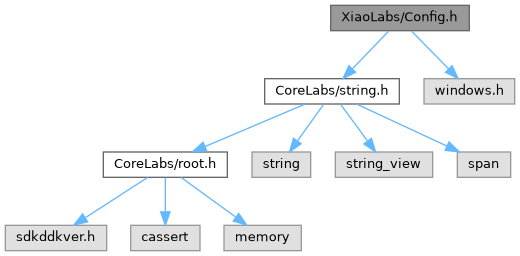 XiaoLabs/Config.h
CoreLabs/string.h
windows.h
CoreLabs/root.h
string
string_view
span
sdkddkver.h
cassert
memory